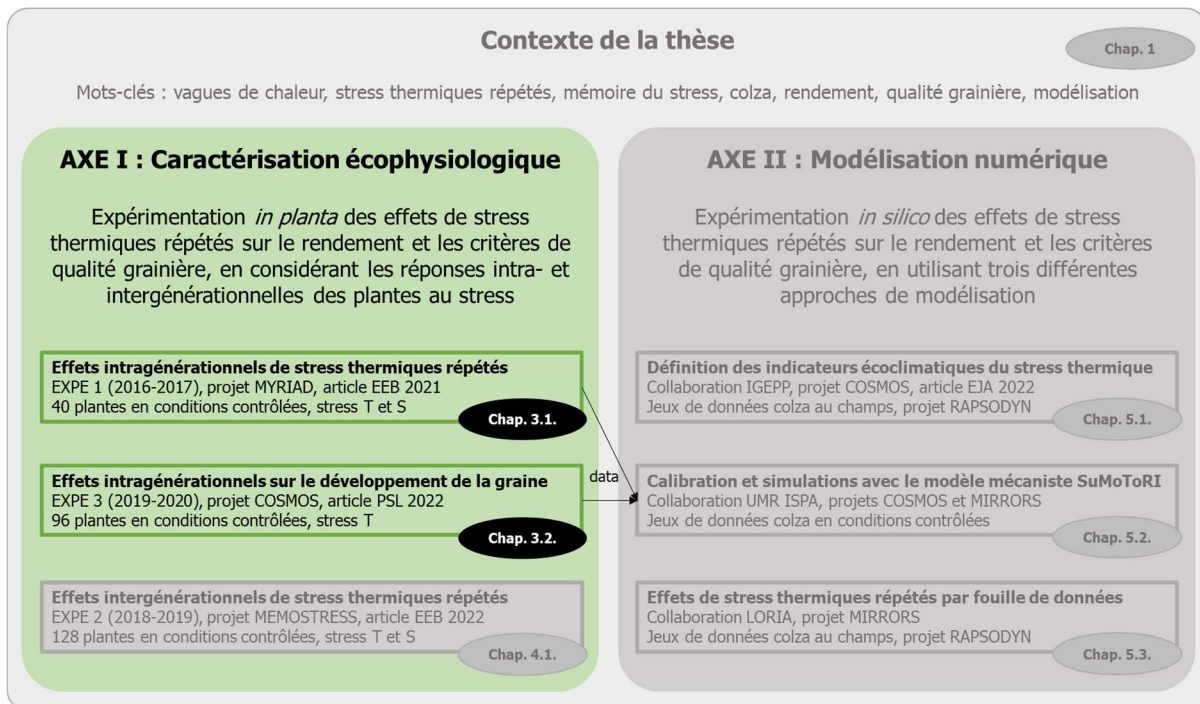 Contexte de la thèse
Chap. 1
Mots-clés : vagues de chaleur, stress thermiques répétés, mémoire du stress, colza, rendement, qualité grainière, modélisation
AXE I : Caractérisation écophysiologique
Expérimentation in planta des effets de stress
thermiques répétés sur le rendement et les critères de
qualité grainière, en considérant les réponses intra- et
intergénérationnelles des plantes au stress
Effets intragénérationnels de stress thermiques répétés
EXPE 1 (2016-2017), projet MYRIAD, article EEB 2021
40 plantes en conditions contrôlées, stress T et S
Chap. 3.1.
Effets intragénérationnels sur le développement de la graine
EXPE 3 (2019-2020), projet COSMOS, article PSL 2022
96 plantes en conditions contrôlées, stress T
Chap. 3.2.
Effets intergénérationnels de stress thermiques répétés
EXPE 2 (2018-2019), projet MEMOSTRESS, article EEB 2022
128 plantes en conditions contrôlées, stress T et S
Chap. 4.1.
data
AXE II : Modélisation numérique
Expérimentation in silico des effets de stress
thermiques répétés sur le rendement et les critères
de qualité grainière, en utilisant trois différentes
approches de modélisation
Définition des indicateurs écoclimatiques du stress thermique
Collaboration IGEPP, projet COSMOS, article EJA 2022
Jeux de données colza au champs, projet RAPSODYN
Chap. 5.1.
Calibration et simulations avec le modèle mécaniste SuMoToRI
Collaboration UMR ISPA, projets COSMOS et MIRRORS
Jeux de données colza en conditions contrôlées
Chap. 5.2.
Effets de stress thermiques répétés par fouille de données
Collaboration LORIA, projet MIRRORS
Jeux de données colza au champs, projet RAPSODYN
Chap. 5.3.